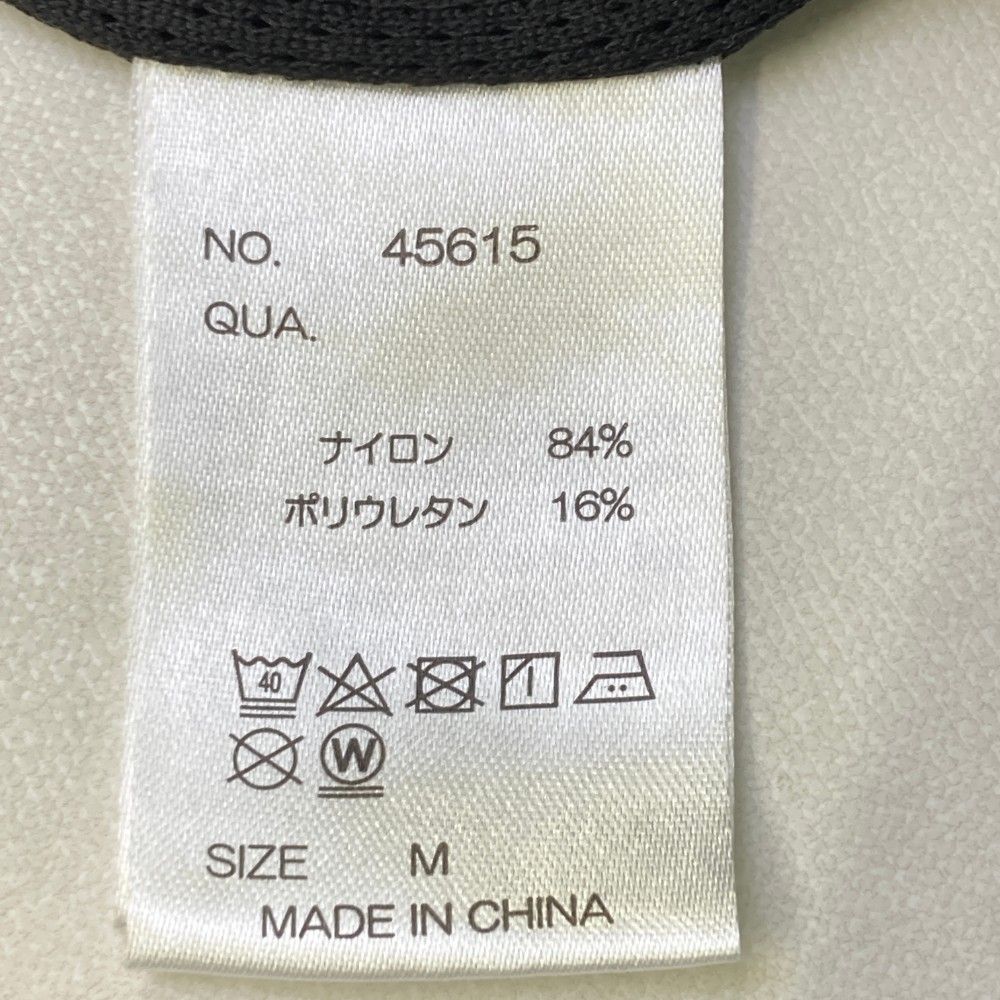 NO. 45615
QUA.
ナイロン 84%
ポリウレタン 16%
40
W
SIZE M
MADE IN CHINA